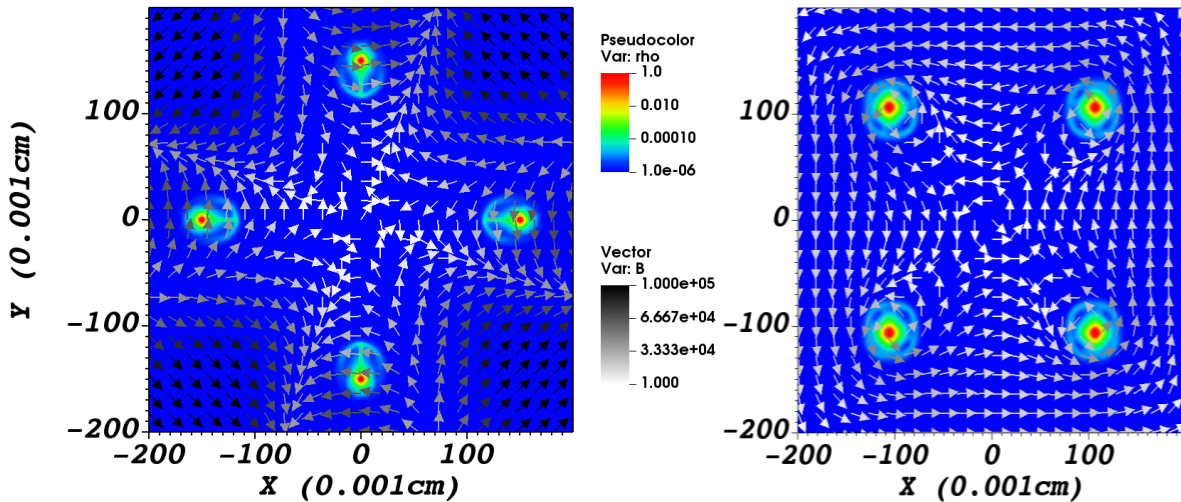 Pseudocolor
Var: rho
1.0
0.010
0.00010
1.0e-06
Vector
Var: B
1.000e+05
6.667e+04
3.333e+04
1.000
Y (0.001cm)
100
0
-100
-200
-200 -100 0 100
X (0.001cm)
100
0
-100
-200
-200 -100 0 100
X (0.001cm)